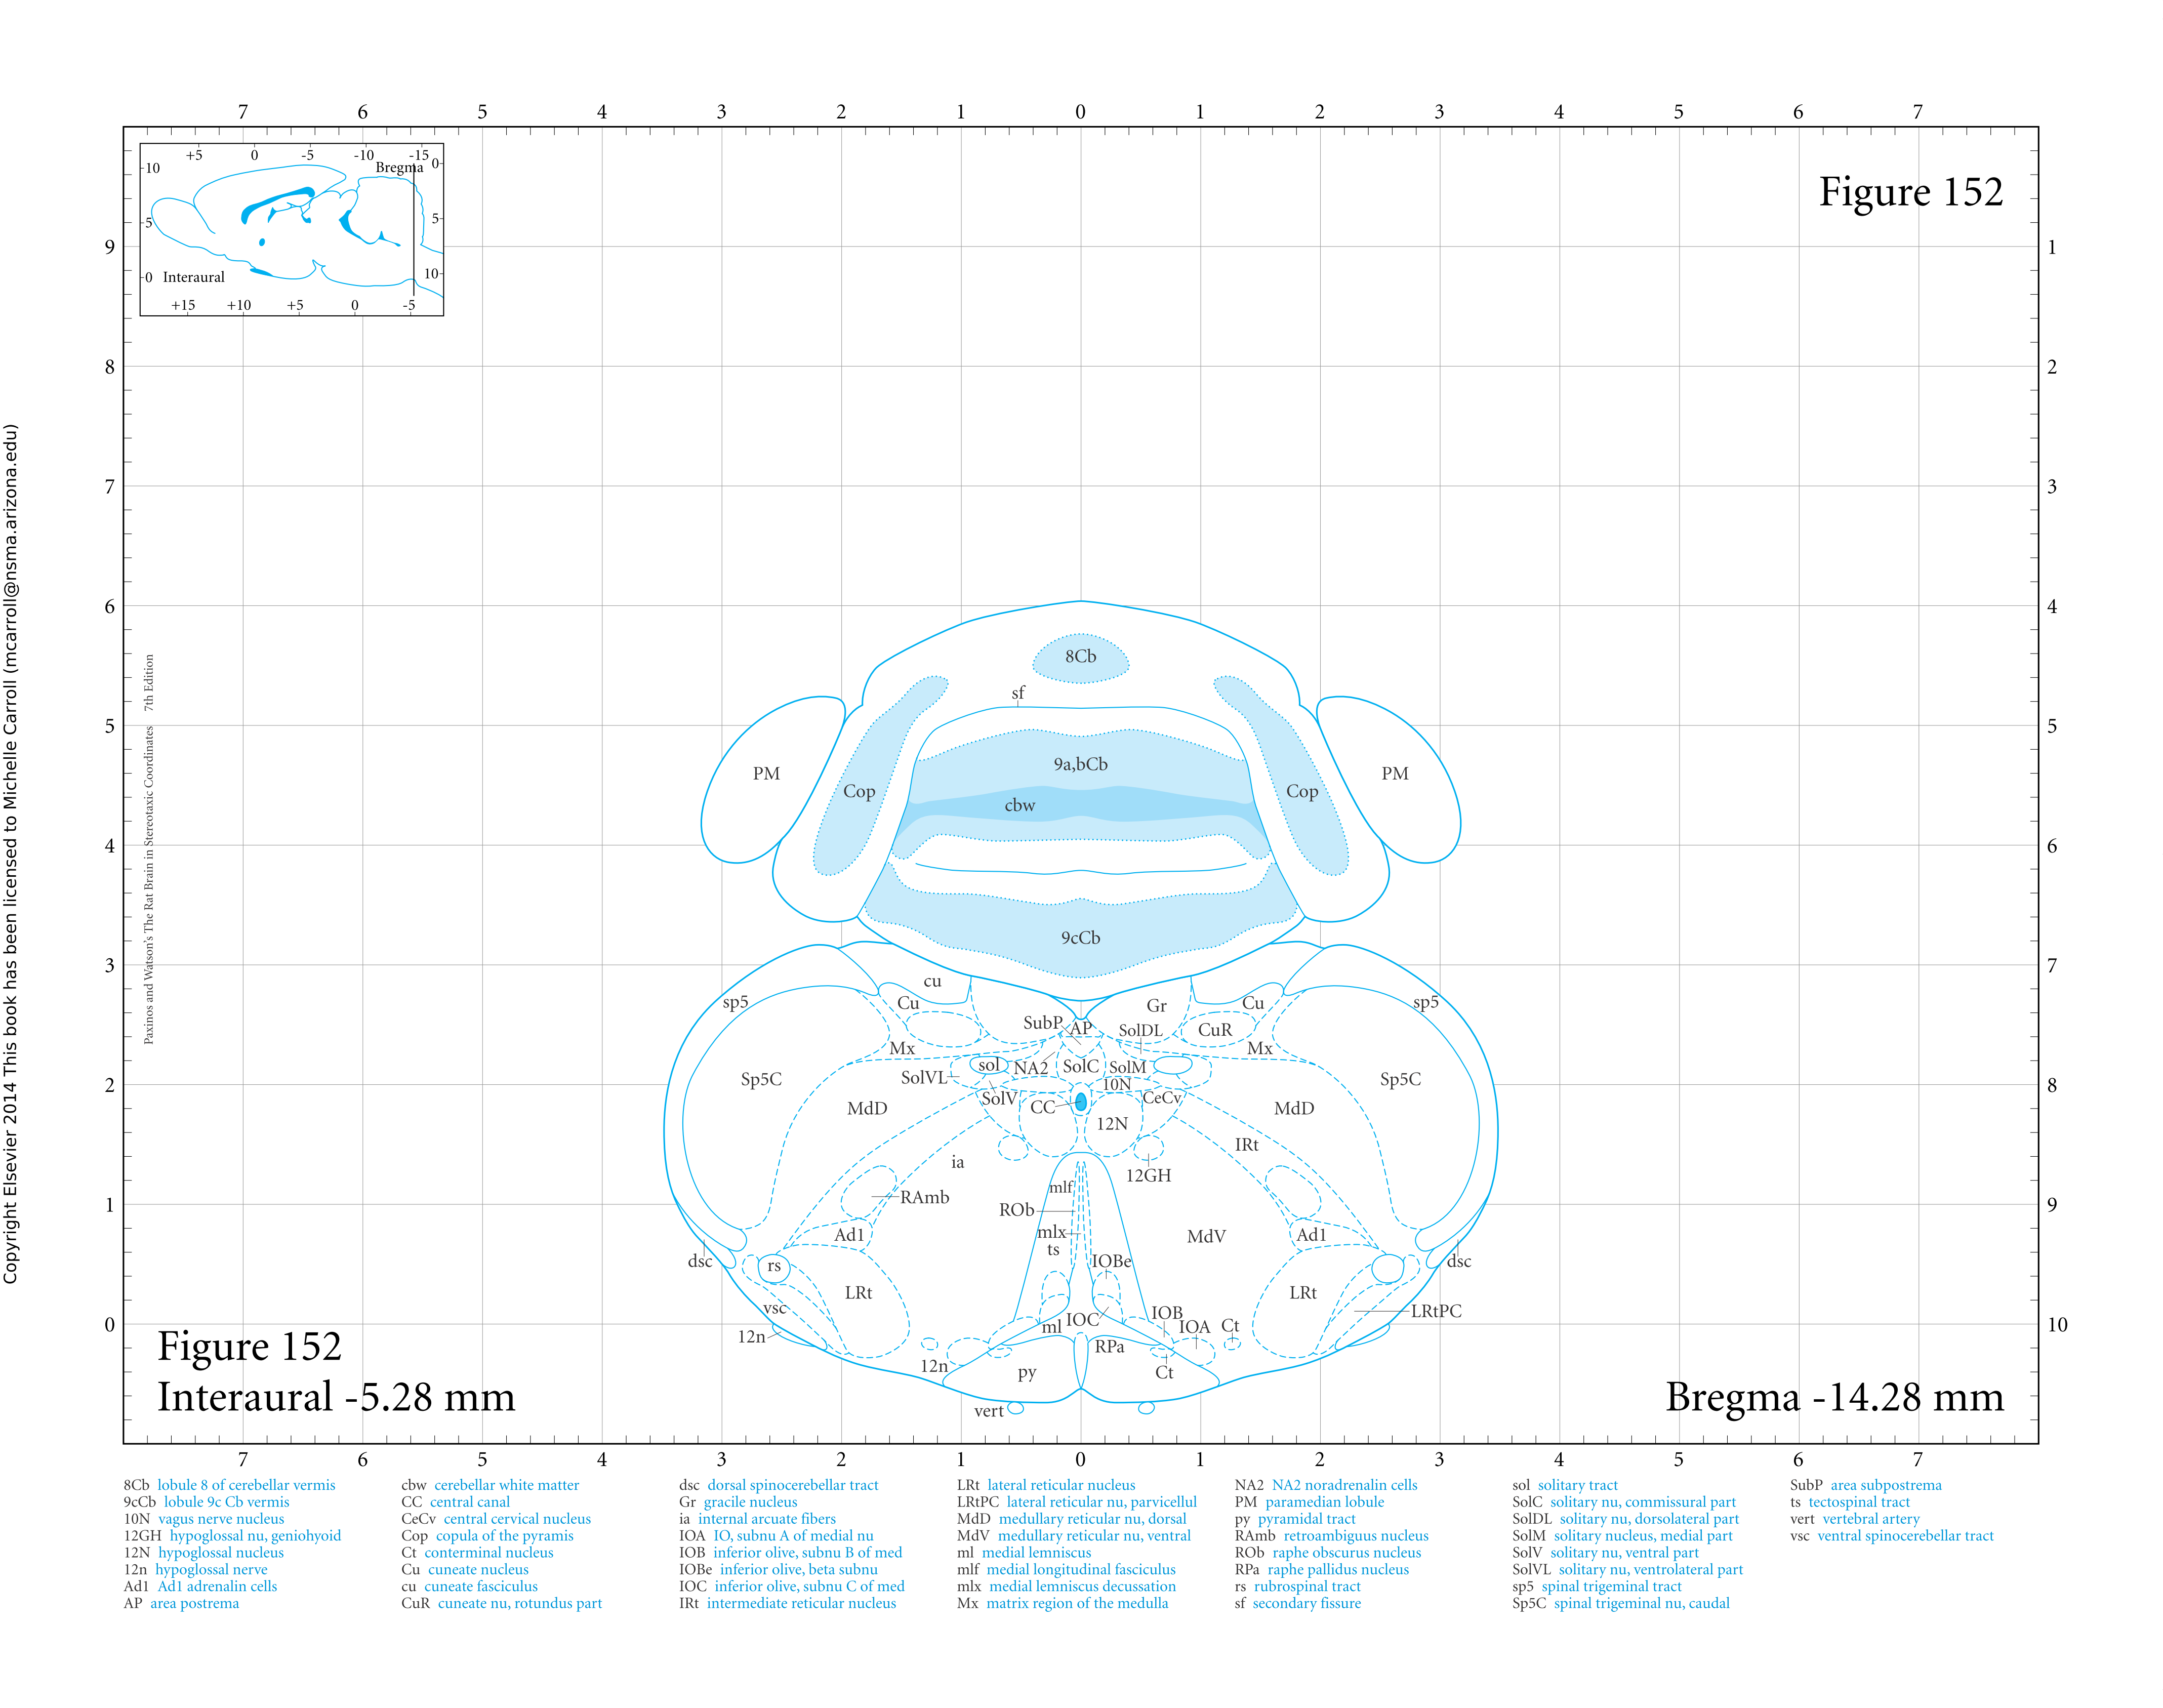 7 6 5 4 3 2 1 0 1 2 3 4 5 6 7
+5 0 -5 -10 -15
Bregma 0
10
5 5
10
0 Interaural
+15 +10 +5 0 -5
Figure 152
9 1
8 2
7 3
6 4
5 5
4 6
3 7
2 8
1 9
0 10
Copyright Elsevier 2014 This book has been licensed to Michelle Carroll (mcarroll@nsma.arizona.edu)
Paxinos and Watson's The Rat Brain in Stereotaxic Coordinates 7th Edition
8Cb
sf
9a,bCb
PM PM
Cop Cop
cbw
9cCb
cu
sp5 Cu Gr Cu sp5
SubP AP SolDL CuR
Mx Mx
sol NA2 SolC SolM
Sp5C SolVL 10N Sp5C
SolV CeCv
MdD CC MdD
12N
IRt
ia
12GH
mlf
RAmb
ROb
Ad1 mlx MdV Ad1
ts
dsc rs IOBe dsc
LRt LRt
vsc IOB LRtPC
IOC
12n ml IOA Ct
RPa
12n py Ct
vert
Figure 152
Interaural -5.28 mm
Bregma -14.28 mm
7 6 5 4 3 2 1 0 1 2 3 4 5 6 7
8Cb lobule 8 of cerebellar vermis
9cCb lobule 9c Cb vermis
10N vagus nerve nucleus
12GH hypoglossal nu, geniohyoid
12N hypoglossal nucleus
12n hypoglossal nerve
Ad1 Ad1 adrenalin cells
AP area postrema
cbw cerebellar white matter
CC central canal
CeCv central cervical nucleus
Cop copula of the pyramis
Ct conterminal nucleus
Cu cuneate nucleus
cu cuneate fasciculus
CuR cuneate nu, rotundus part
dsc dorsal spinocerebellar tract
Gr gracile nucleus
ia internal arcuate fibers
IOA IO, subnu A of medial nu
IOB inferior olive, subnu B of med
IOBe inferior olive, beta subnu
IOC inferior olive, subnu C of med
IRt intermediate reticular nucleus
LRt lateral reticular nucleus
LRtPC lateral reticular nu, parvicellul
MdD medullary reticular nu, dorsal
MdV medullary reticular nu, ventral
ml medial lemniscus
mlf medial longitudinal fasciculus
mlx medial lemniscus decussation
Mx matrix region of the medulla
NA2 NA2 noradrenalin cells
PM paramedian lobule
py pyramidal tract
RAmb retroambiguus nucleus
ROb raphe obscurus nucleus
RPa raphe pallidus nucleus
rs rubrospinal tract
sf secondary fissure
sol solitary tract
SolC solitary nu, commissural part
SolDL solitary nu, dorsolateral part
SolM solitary nucleus, medial part
SolV solitary nu, ventral part
SolVL solitary nu, ventrolateral part
sp5 spinal trigeminal tract
Sp5C spinal trigeminal nu, caudal
SubP area subpostrema
ts tectospinal tract
vert vertebral artery
vsc ventral spinocerebellar tract